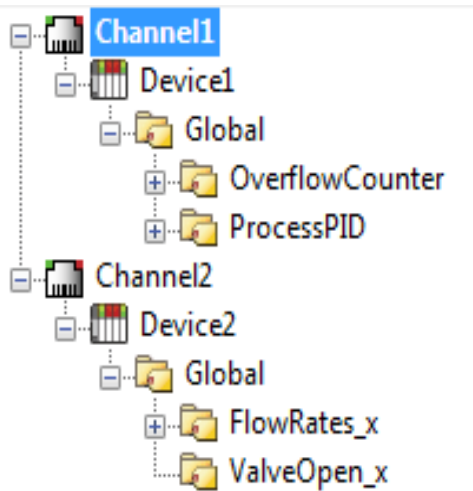 Channel1
Device1
Global
OverflowCounter
ProcessPID
Channel2
Device2
Global
FlowRates_x
ValveOpen_x